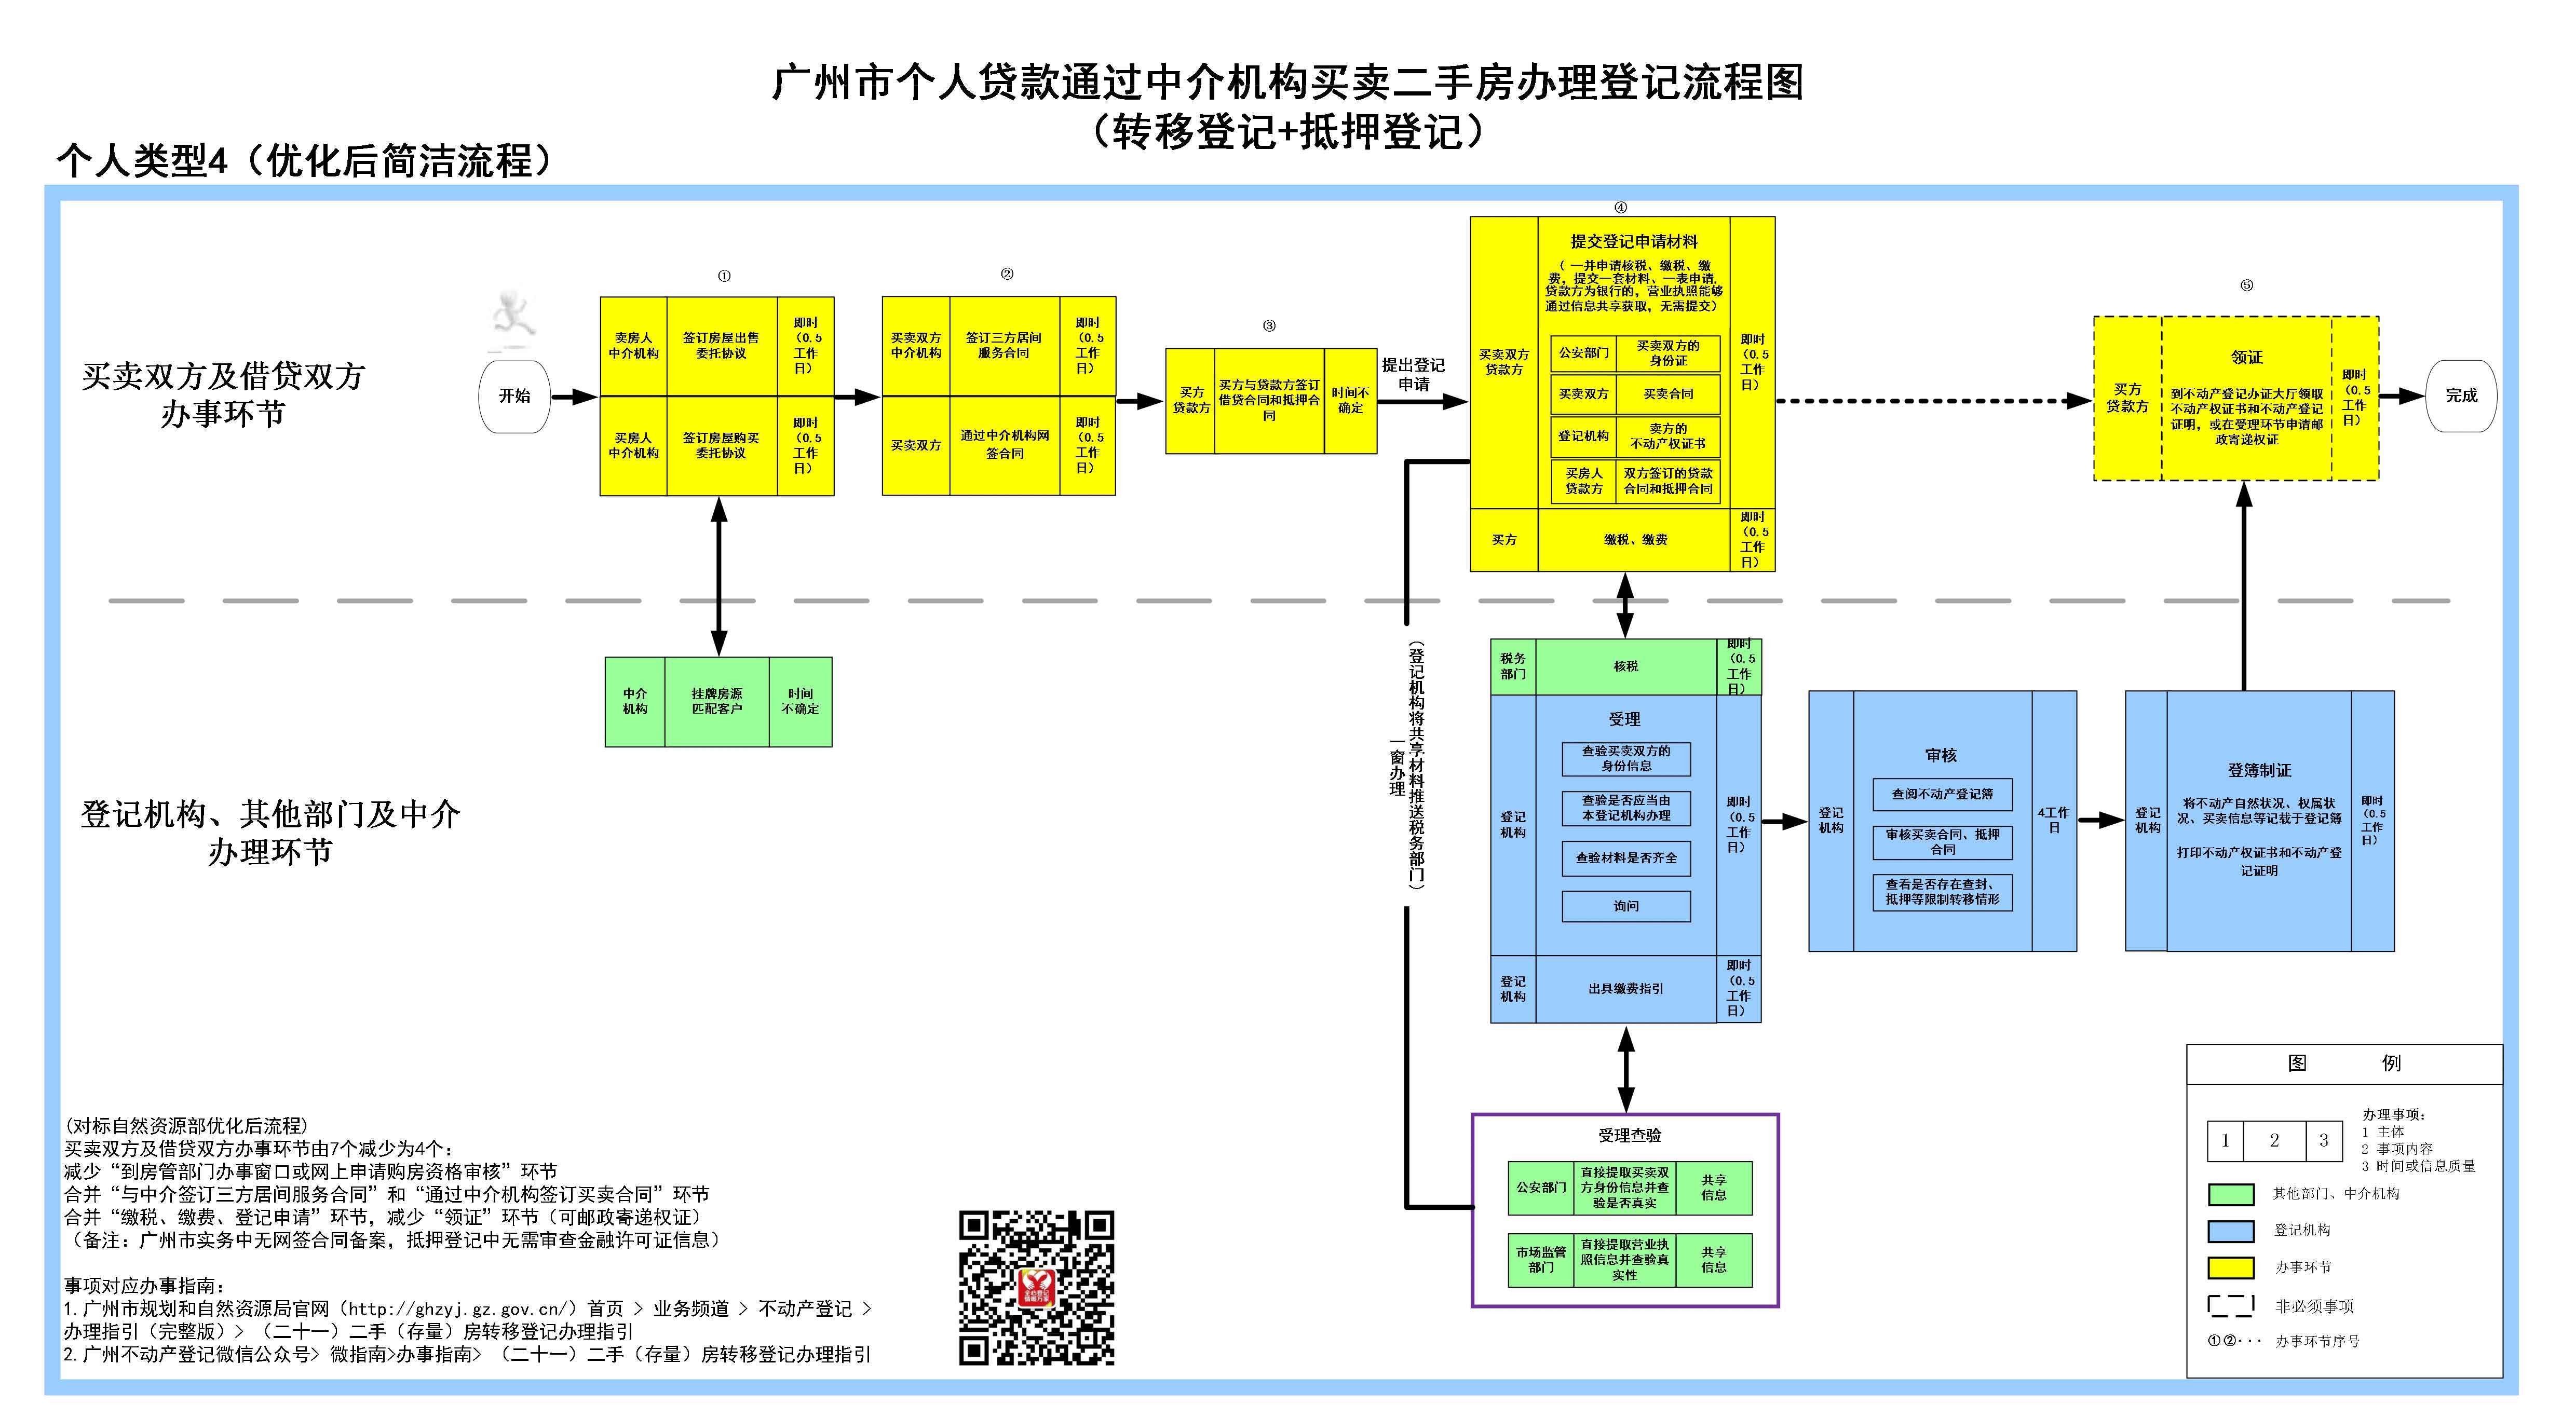 广州市个人贷款通过中介机构买卖二手房办理登记流程图
（转移登记+抵押登记）
个人类型4（优化后简洁流程）
买卖双方及借贷双方
办事环节
开始
①
卖房人
中介机构
签订房屋出售
委托协议
即时
（0.5
工作
日）
买房人
中介机构
签订房屋购买
委托协议
即时
（0.5
工作
日）
②
买卖双方
中介机构
签订三方居间
服务合同
即时
（0.5
工作
日）
买卖双方
通过中介机构网
签合同
即时
（0.5
工作
日）
③
买方
贷款方
买方与贷款方签订
借贷合同和抵押合
同
时间不
确定
提出登记
申请
④
买卖双方
贷款方
提交登记申请材料
（ 一并申请核税、缴税、缴
费，提交一套材料、一表申请，
贷款方为银行的，营业执照能够
通过信息共享获取，无需提交）
公安部门
买卖双方的
身份证
买卖双方
买卖合同
登记机构
卖方的
不动产权证书
买房人
贷款方
双方签订的贷款
合同和抵押合同
即时
（0.5
工作
日）
买方
缴税、缴费
即时
（0.5
工作
日）
⑤
买方
贷款方
领证
到不动产登记办证大厅领取
不动产权证书和不动产登记
证明，或在受理环节申请邮
政寄递权证
即时
（0.5
工作
日）
完成
登记机构、其他部门及中介
办理环节
中介
机构
挂牌房源
匹配客户
时间
不确定
（登记机构将共享材料推送税务部门）
一窗办理
税务
部门
核税
即时
（0.5
工作
日）
登记
机构
受理
查验买卖双方的
身份信息
查验是否应当由
本登记机构办理
查验材料是否齐全
询问
即时
（0.5
工作
日）
登记
机构
出具缴费指引
即时
（0.5
工作
日）
登记
机构
审核
查阅不动产登记簿
审核买卖合同、抵押
合同
查看是否存在查封、
抵押等限制转移情形
4工作
日
登记
机构
登簿制证
将不动产自然状况、权属状
况、买卖信息等记载于登记簿
打印不动产权证书和不动产登
记证明
即时
（0.5
工作
日）
受理查验
公安部门
直接提取买卖双
方身份信息并查
验是否真实
共享
信息
市场监管
部门
直接提取营业执
照信息并查验真
实性
共享
信息
(对标自然资源部优化后流程)
买卖双方及借贷双方办事环节由7个减少为4个：
减少“到房管部门办事窗口或网上申请购房资格审核”环节
合并“与中介签订三方居间服务合同”和“通过中介机构签订买卖合同”环节
合并“缴税、缴费、登记申请”环节，减少“领证”环节（可邮政寄递权证）
（备注：广州市实务中无网签合同备案，抵押登记中无需审查金融许可证信息）
事项对应办事指南：
1.广州市规划和自然资源局官网（http://ghzyj.gz.gov.cn/）首页 > 业务频道 > 不动产登记 >
办理指引（完整版）> （二十一）二手（存量）房转移登记办理指引
2.广州不动产登记微信公众号> 微指南>办事指南> （二十一）二手（存量）房转移登记办理指引
图 例
1 2 3
办理事项：
1 主体
2 事项内容
3 时间或信息质量
其他部门、中介机构
登记机构
办事环节
非必须事项
①②··· 办事环节序号